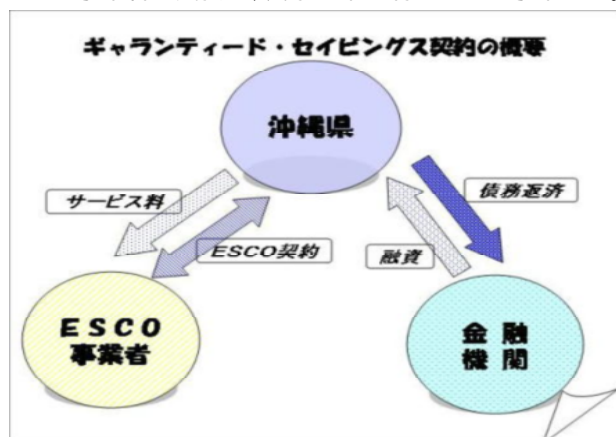 ギャランティード・セイビングス契約の概要
沖縄県
サービス料
債務返済
ESCO契約
融資
ＥＳＣＯ
事業者
金 融
機 関